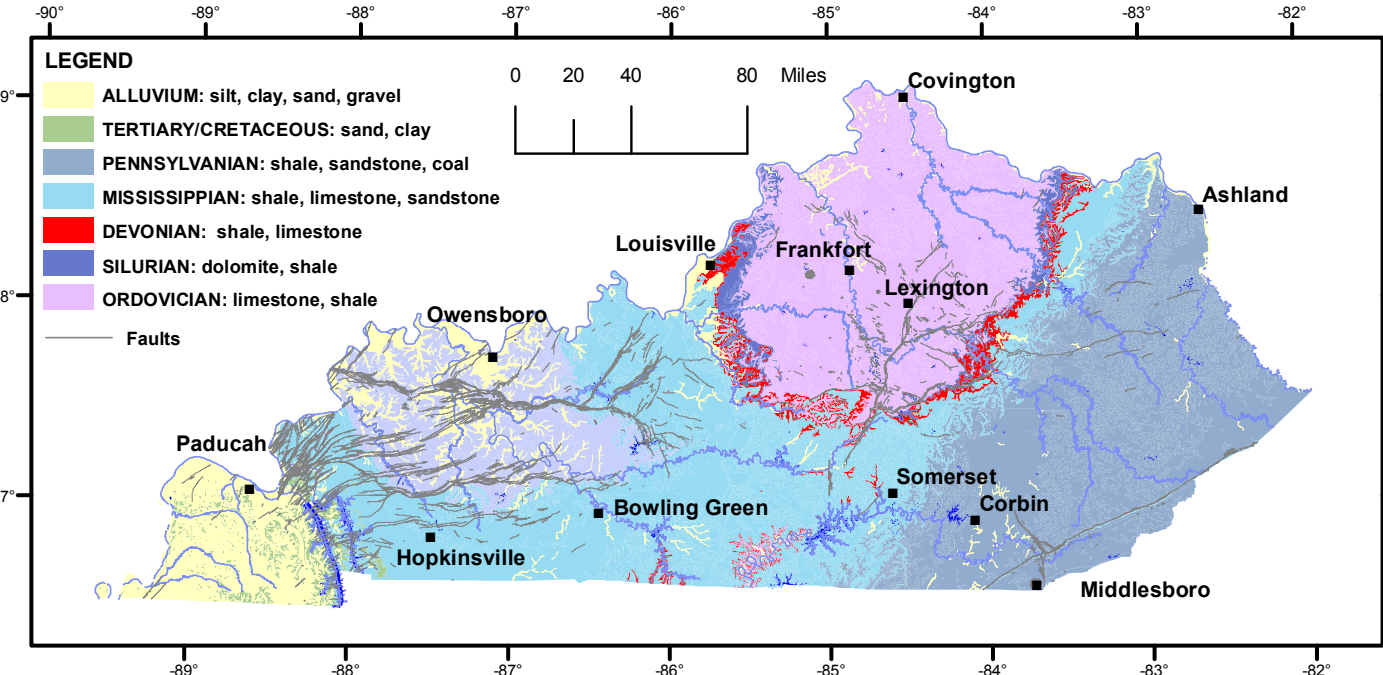 -90° -89° -88° -87° -86° -85° -84° -83° -82°
LEGEND
ALLUVIUM: silt, clay, sand, gravel
TERTIARY/CRETACEOUS: sand, clay
PENNSYLVANIAN: shale, sandstone, coal
MISSISSIPPIAN: shale, limestone, sandstone
DEVONIAN: shale, limestone
SILURIAN: dolomite, shale
ORDOVICIAN: limestone, shale
Faults
0 20 40 80 Miles
9°
8°
7°
Covington
Ashland
Louisville
Frankfort
Lexington
Owensboro
Paducah
Somerset
Corbin
Bowling Green
Hopkinsville
Middlesboro
-89° -88° -87° -86° -85° -84° -83° -82°